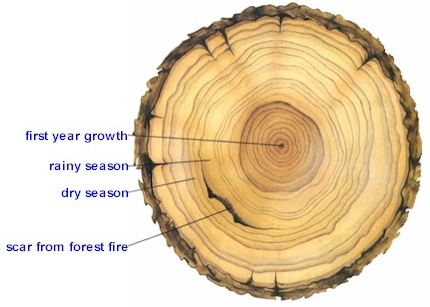 first year growth
rainy season
dry season
scar from forest fire